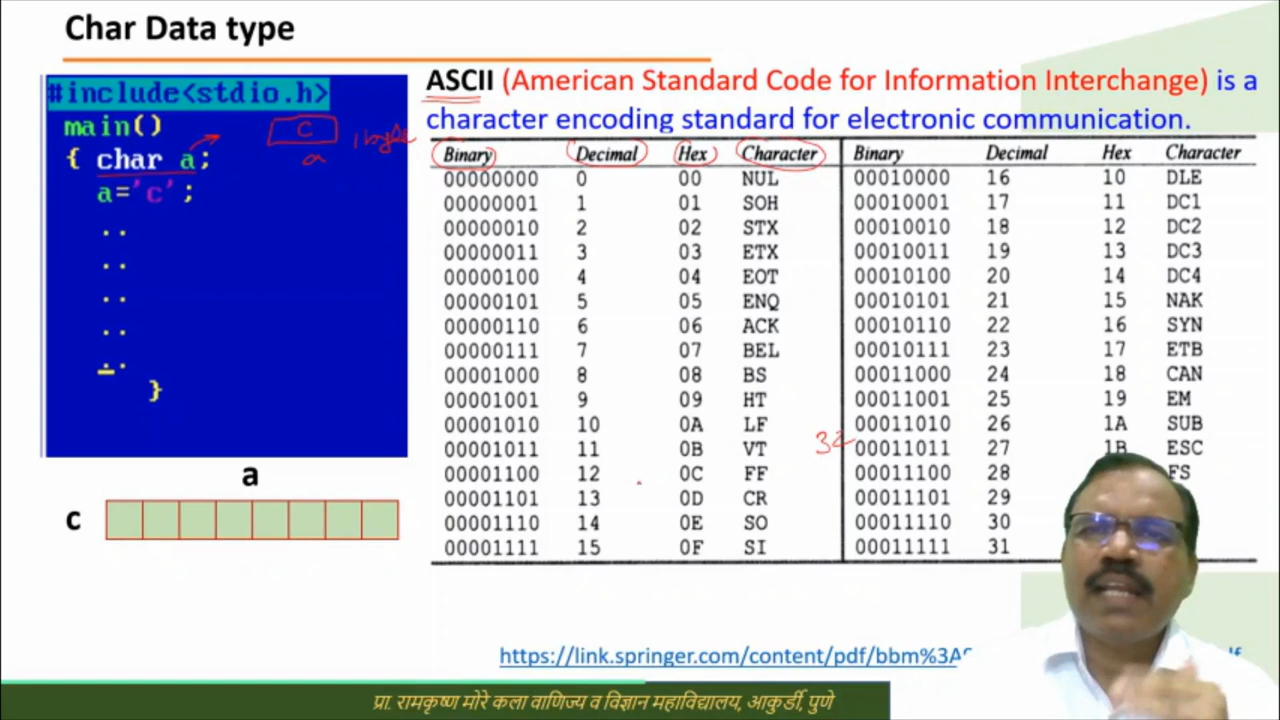 Char Data type
#include<stdio.h>
main()
{ char a;
a='c';
..
..
..
..
..
}
c
a
1 byte
a
c
ASCII (American Standard Code for Information Interchange) is a
character encoding standard for electronic communication.
Binary Decimal Hex Character Binary Decimal Hex Character
00000000 0 00 NUL 00010000 16 10 DLE
00000001 1 01 SOH 00010001 17 11 DC1
00000010 2 02 STX 00010010 18 12 DC2
00000011 3 03 ETX 00010011 19 13 DC3
00000100 4 04 EOT 00010100 20 14 DC4
00000101 5 05 ENQ 00010101 21 15 NAK
00000110 6 06 ACK 00010110 22 16 SYN
00000111 7 07 BEL 00010111 23 17 ETB
00001000 8 08 BS 00011000 24 18 CAN
00001001 9 09 HT 00011001 25 19 EM
00001010 10 0A LF 00011010 26 1A SUB
00001011 11 0B VT 32 00011011 27 1B ESC
00001100 12 0C FF 00011100 28 FS
00001101 13 0D CR 00011101 29
00001110 14 0E SO 00011110 30
00001111 15 0F SI 00011111 31
https://link.springer.com/content/pdf/bbm%3A9
प्रा. रामकृष्ण मोरे कला वाणिज्य व विज्ञान महाविद्यालय, आकुर्डी, पुणे